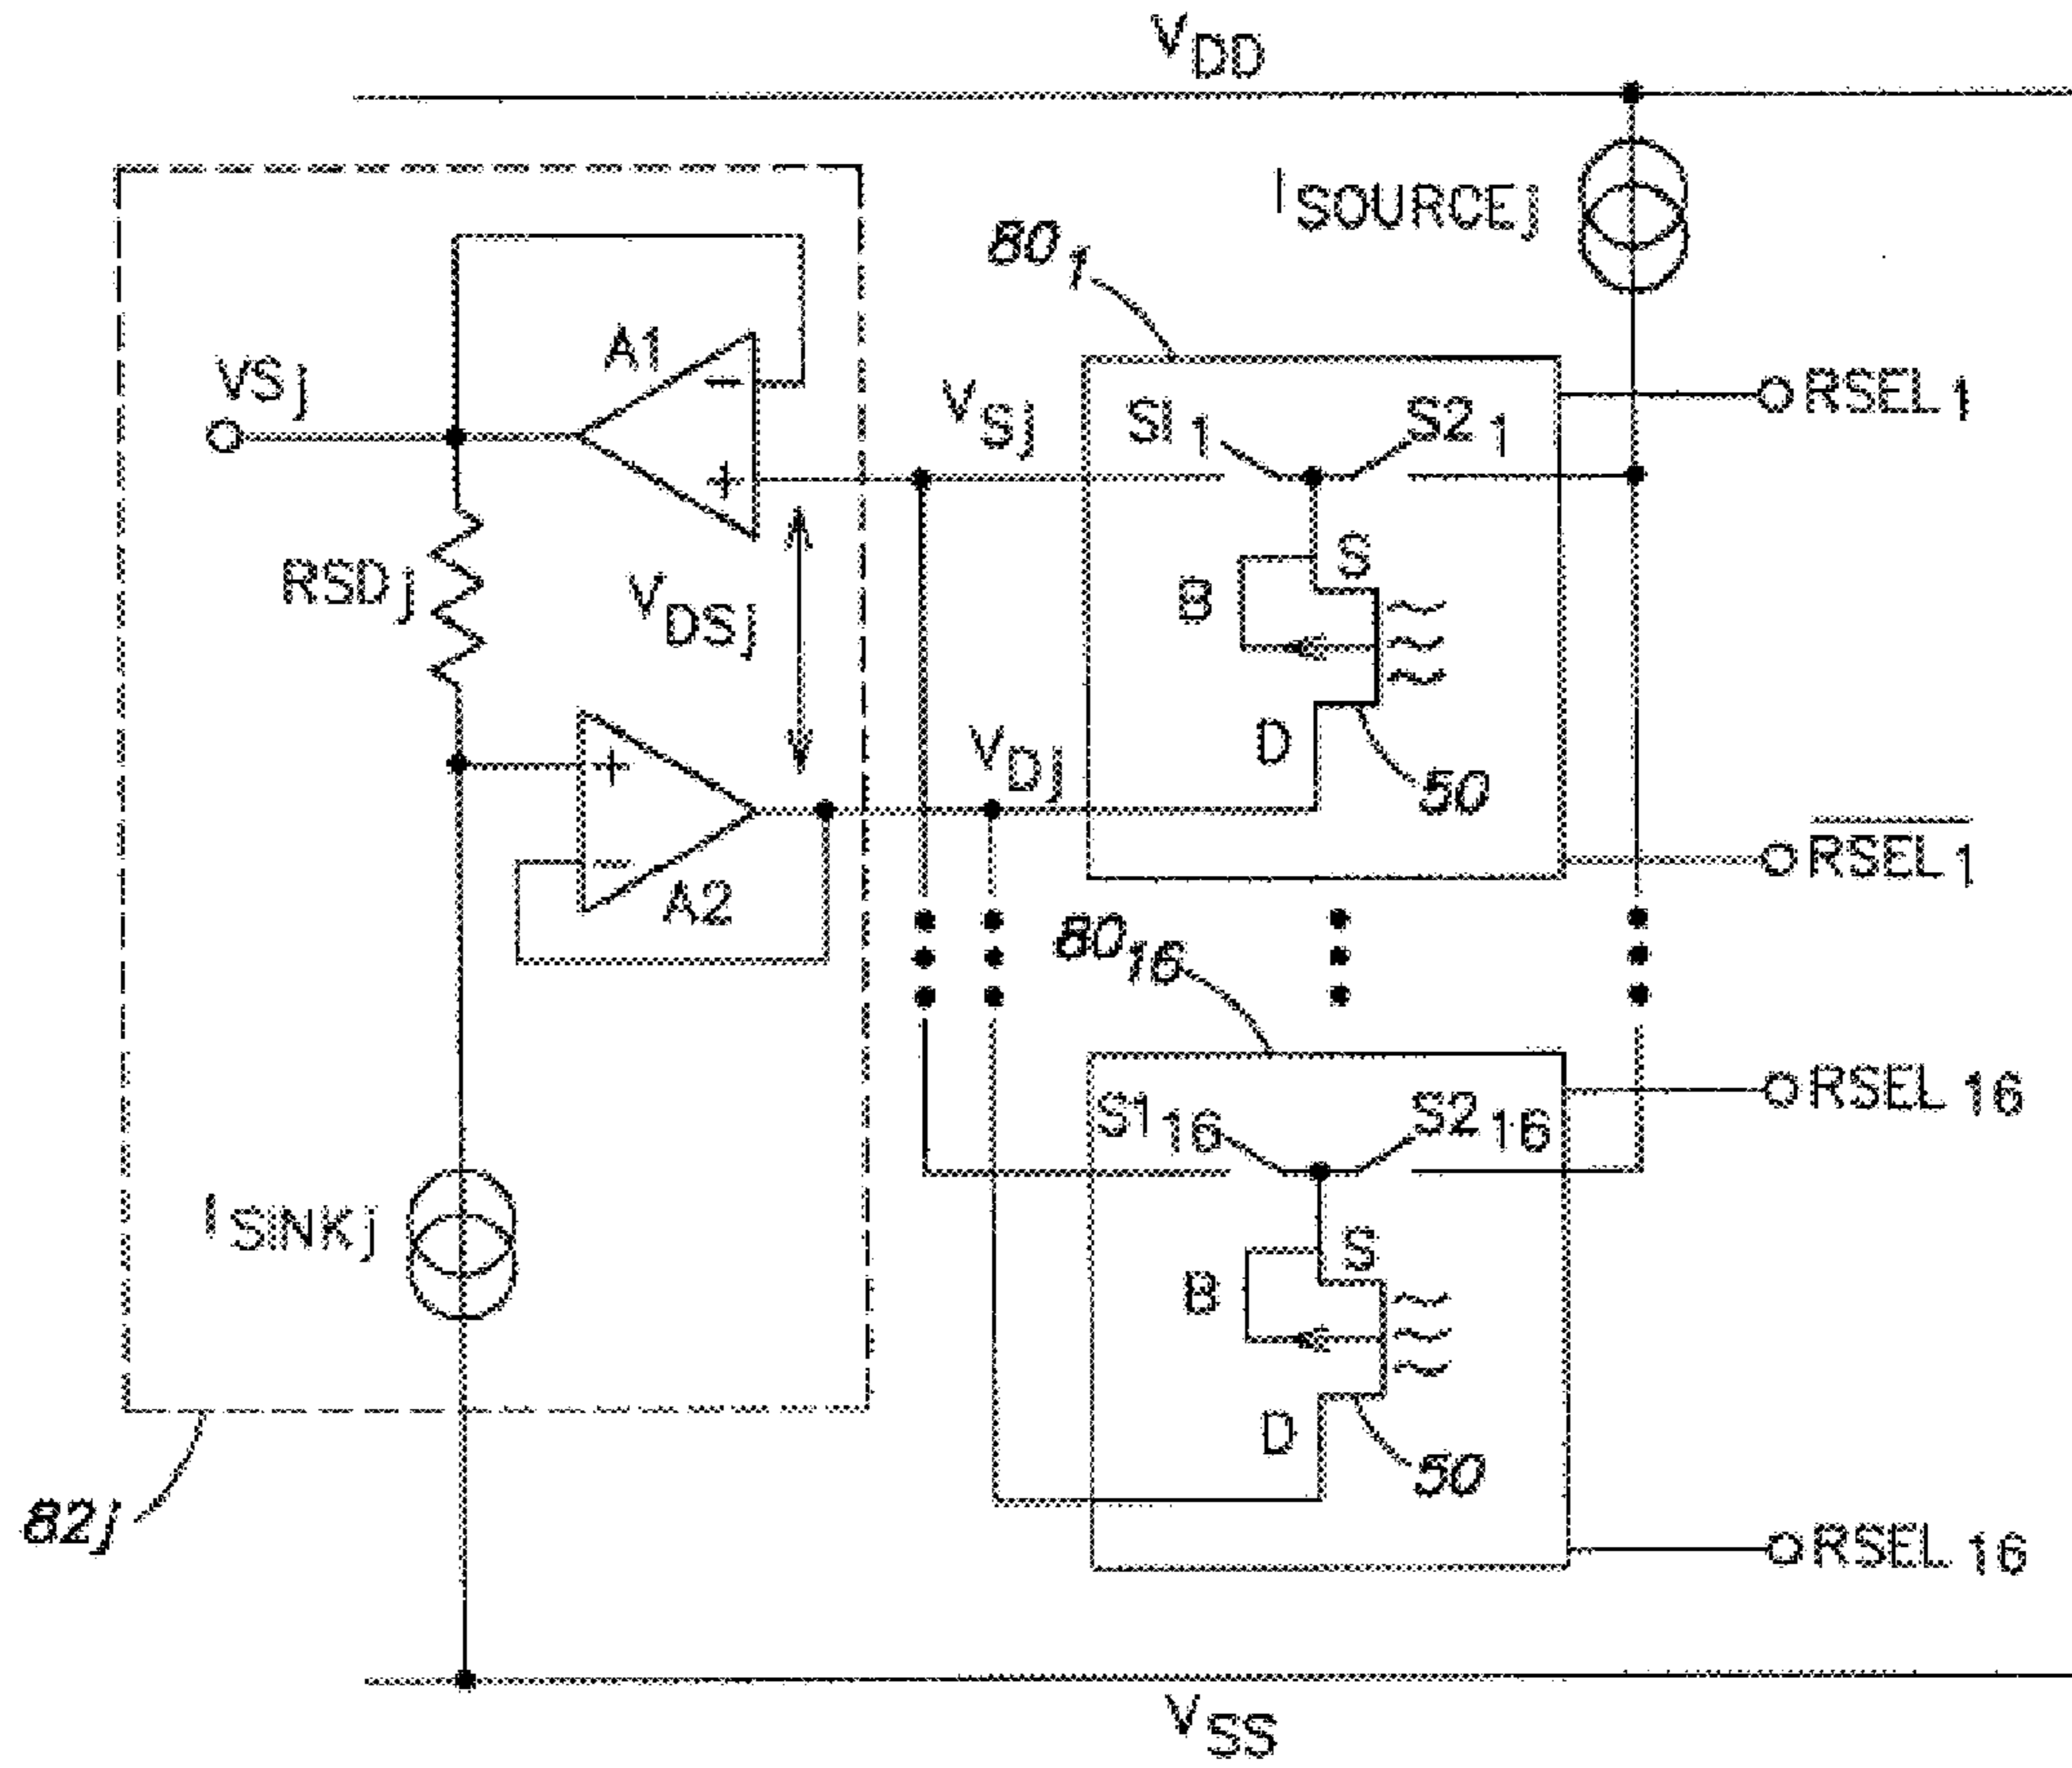 VDD
ISOURCEj
801
A1
VSj
VSj
SI1
S21
RSEL1
−
+
RSDj
VDSj
B
S
D
50
VDj
+
−
A2
RSEL1
8016
S116
S216
RSEL16
ISINKj
B
S
D
50
82j
RSEL16
VSS